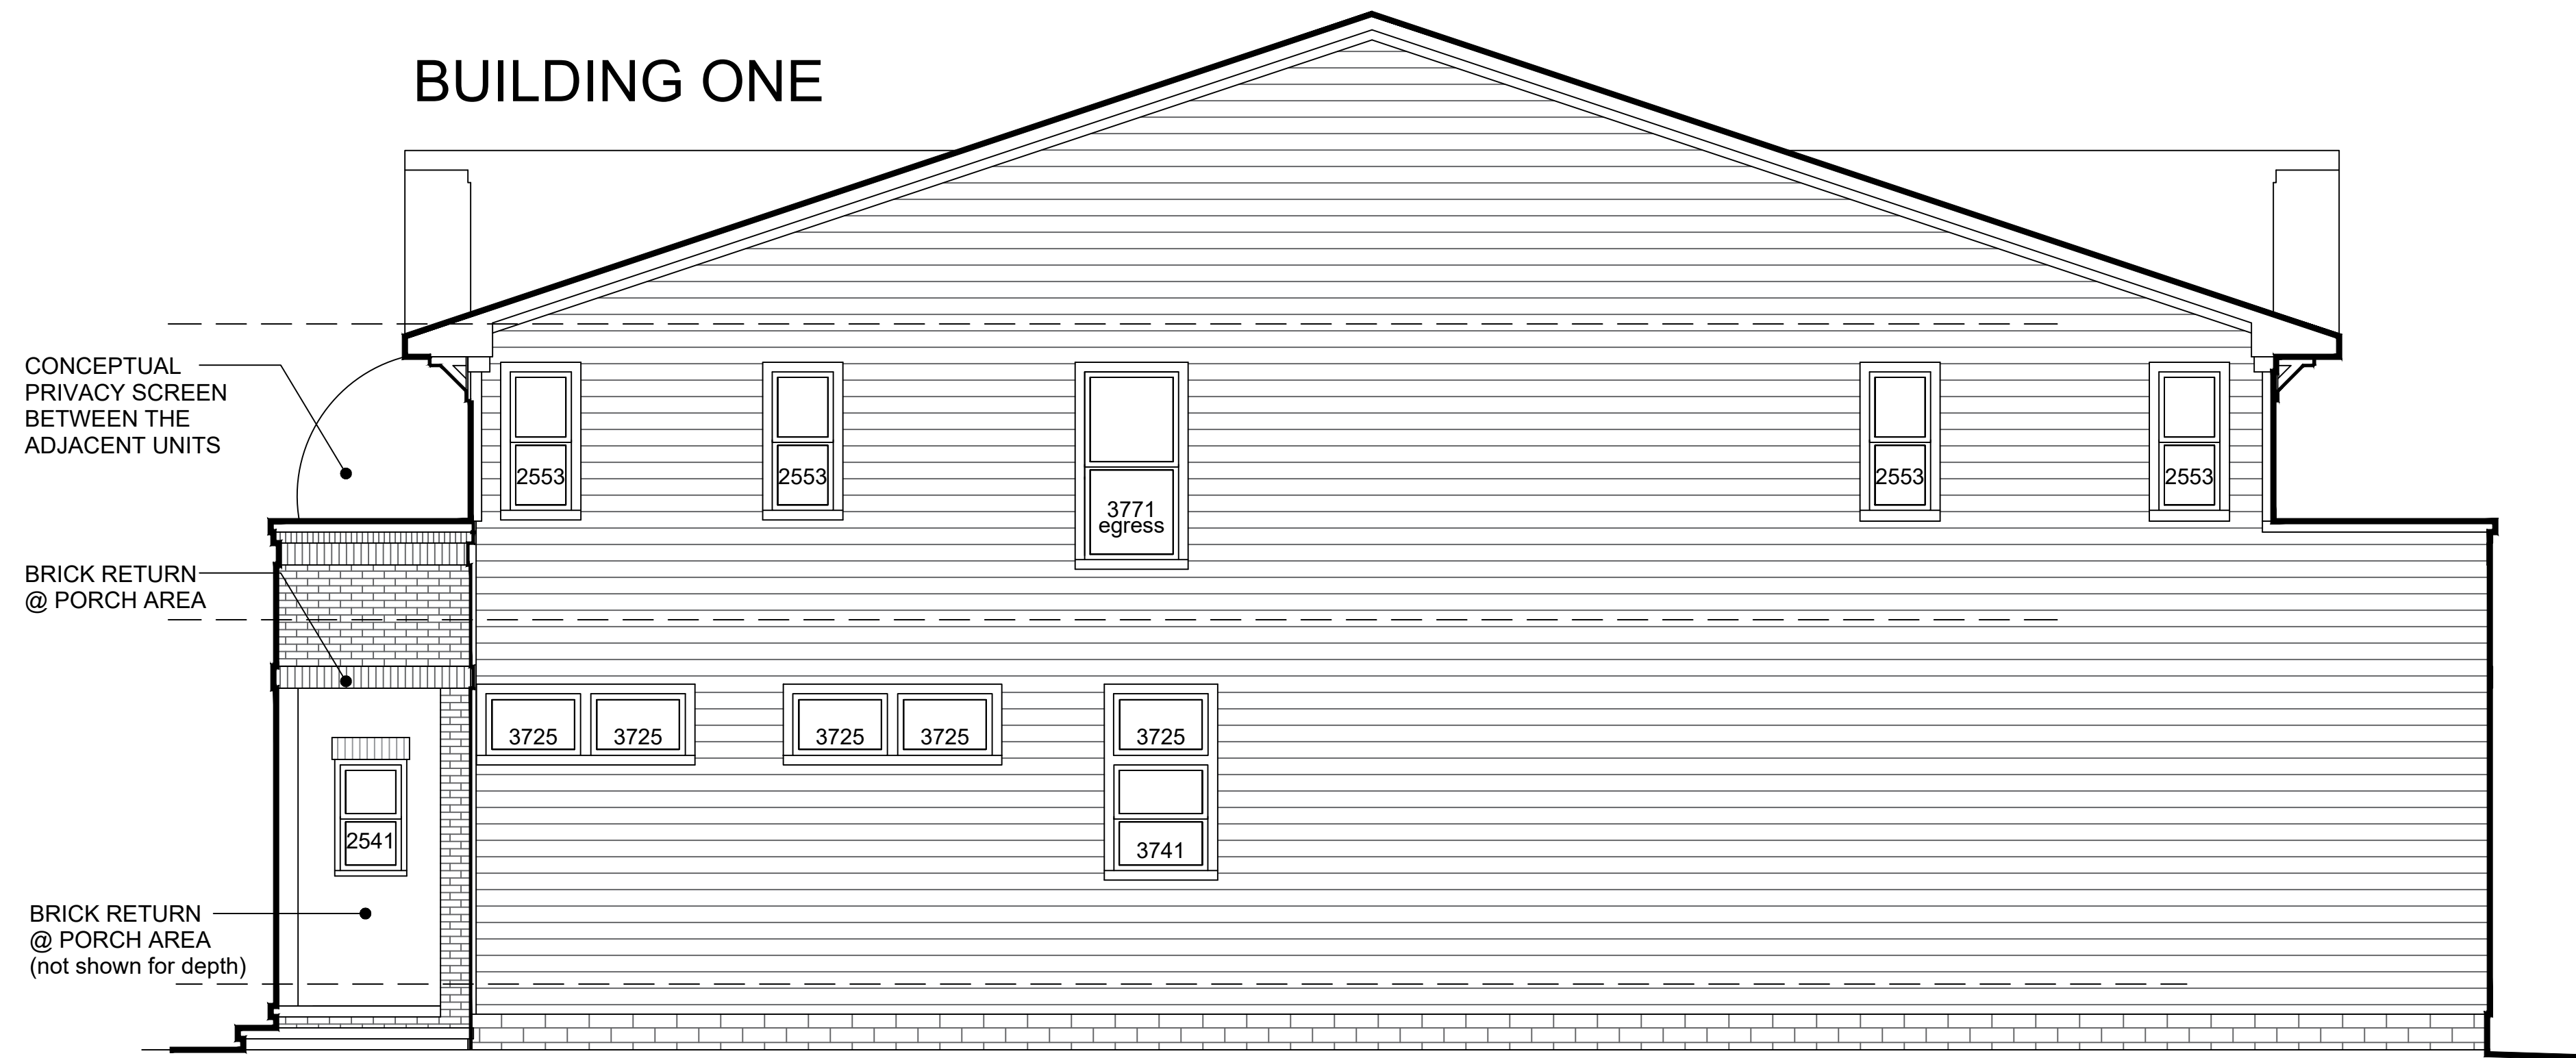 BUILDING ONE
CONCEPTUAL
PRIVACY SCREEN
BETWEEN THE
ADJACENT UNITS
2553
2553
3771
egress
2553
2553
BRICK RETURN
@ PORCH AREA
3725
3725
3725
3725
3725
2541
3741
BRICK RETURN
@ PORCH AREA
(not shown for depth)